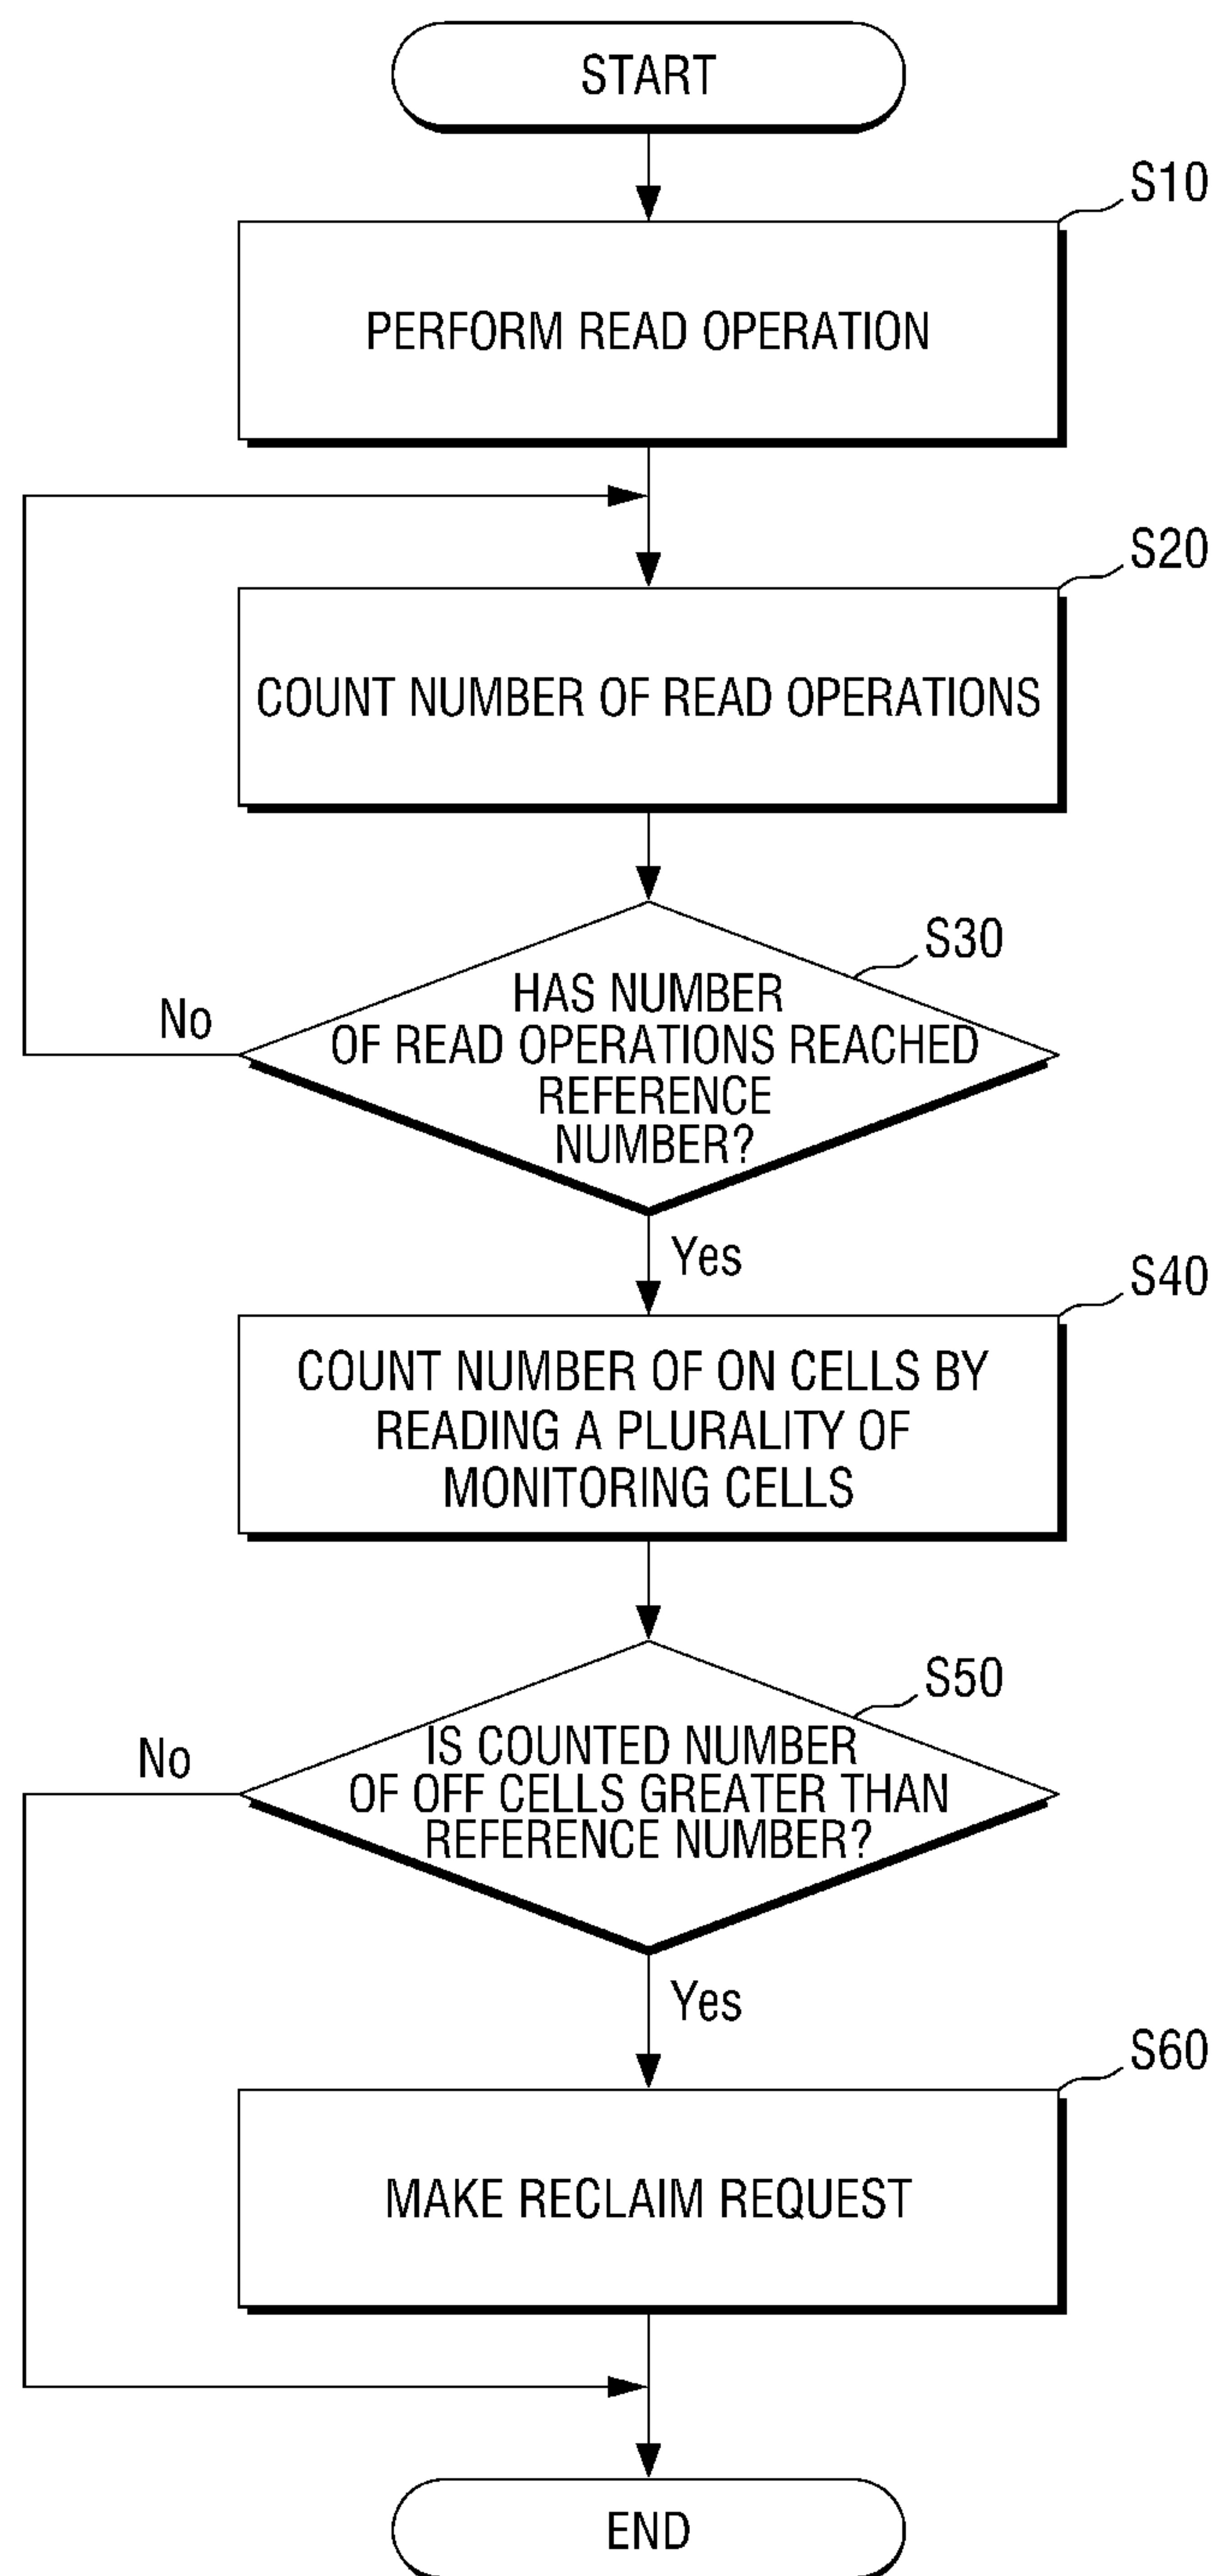 START
S10
PERFORM READ OPERATION
S20
COUNT NUMBER OF READ OPERATIONS
S30
HAS NUMBER
OF READ OPERATIONS REACHED
REFERENCE
NUMBER?
No
Yes
S40
COUNT NUMBER OF ON CELLS BY
READING A PLURALITY OF
MONITORING CELLS
S50
IS COUNTED NUMBER
OF OFF CELLS GREATER THAN
REFERENCE NUMBER?
No
Yes
S60
MAKE RECLAIM REQUEST
END